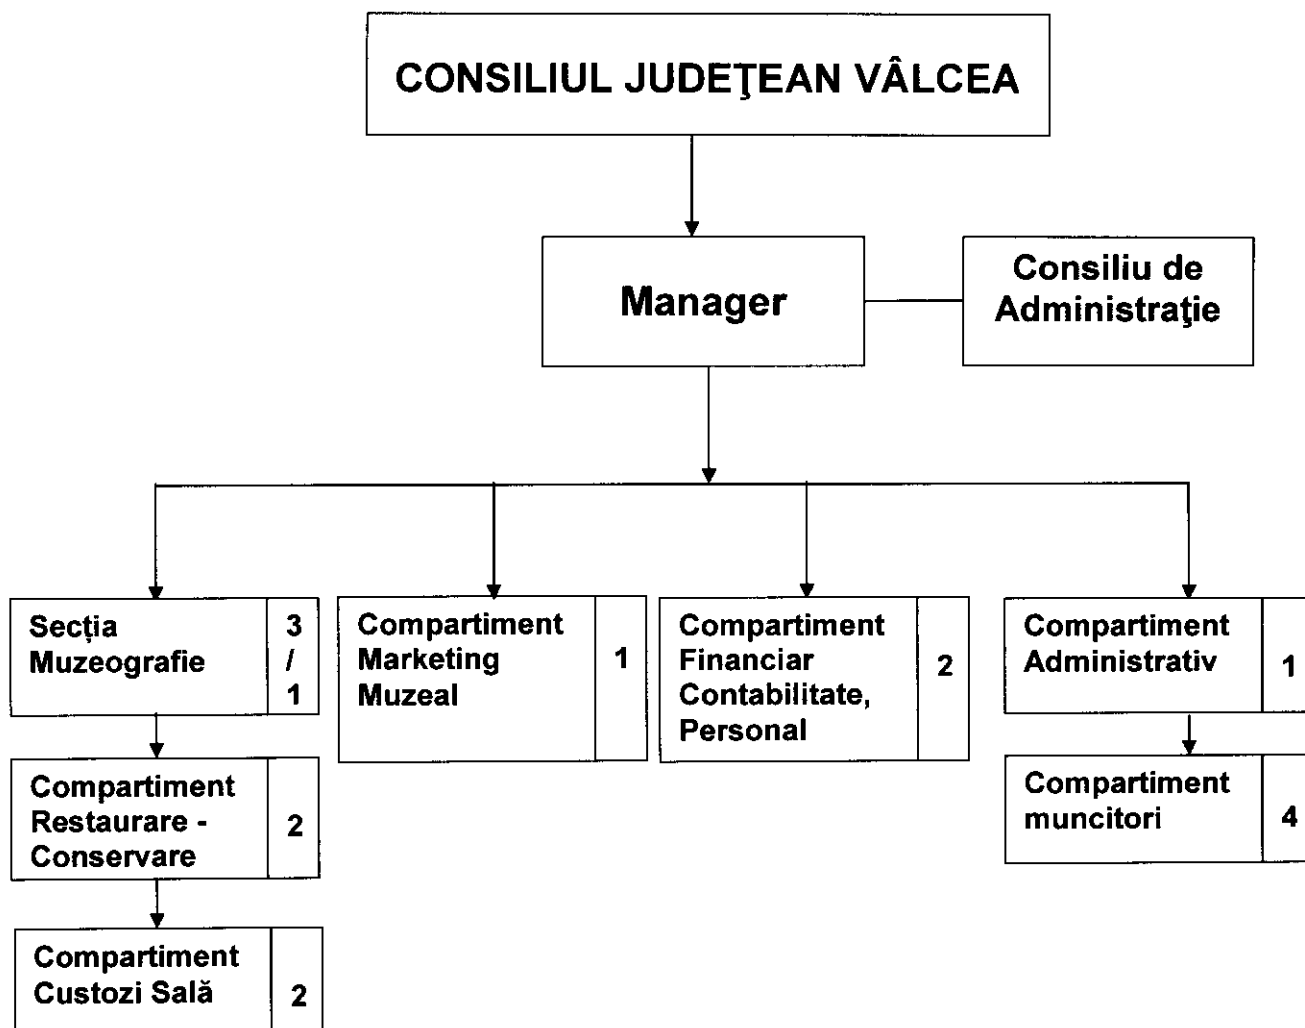 CONSILIUL JUDEŢEAN VÂLCEA
Manager
Consiliu de
Administraţie
Secția
Muzeografie
3
/
1
Compartiment
Marketing
Muzeal
1
Compartiment
Financiar
Contabilitate,
Personal
2
Compartiment
Administrativ
1
Compartiment
Restaurare -
Conservare
2
Compartiment
muncitori
4
Compartiment
Custozi Sală
2